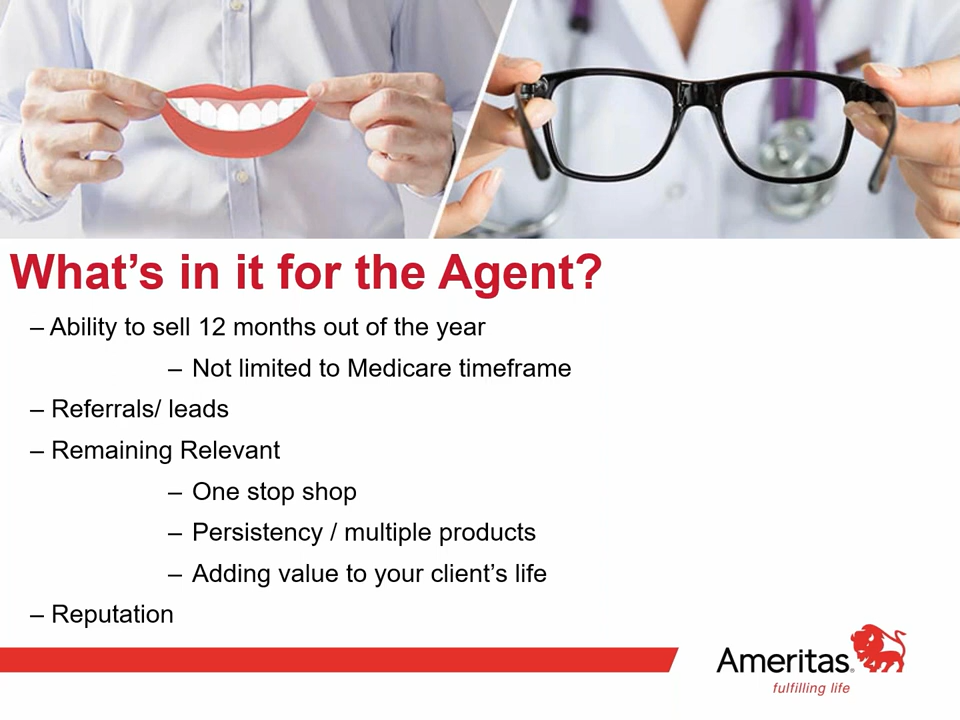 What’s in it for the Agent?
– Ability to sell 12 months out of the year
– Not limited to Medicare timeframe
– Referrals/ leads
– Remaining Relevant
– One stop shop
– Persistency / multiple products
– Adding value to your client’s life
– Reputation
Ameritas®
fulfilling life